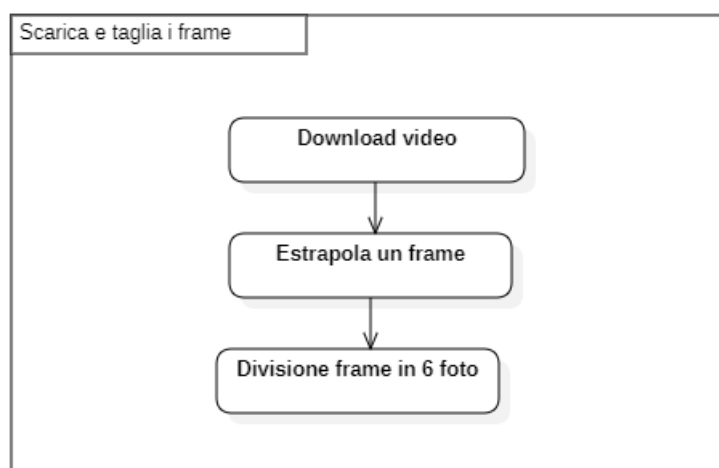 Scarica e taglia i frame
Download video
Estrapola un frame
Divisione frame in 6 foto